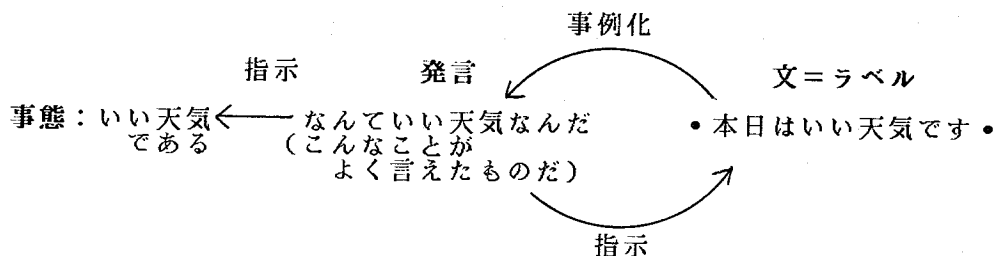 事例化
指示 発言 文＝ラベル
事態：いい天気 なんていい天気なんだ •本日はいい天気です•
である （こんなことが
よく言えたものだ）
指示